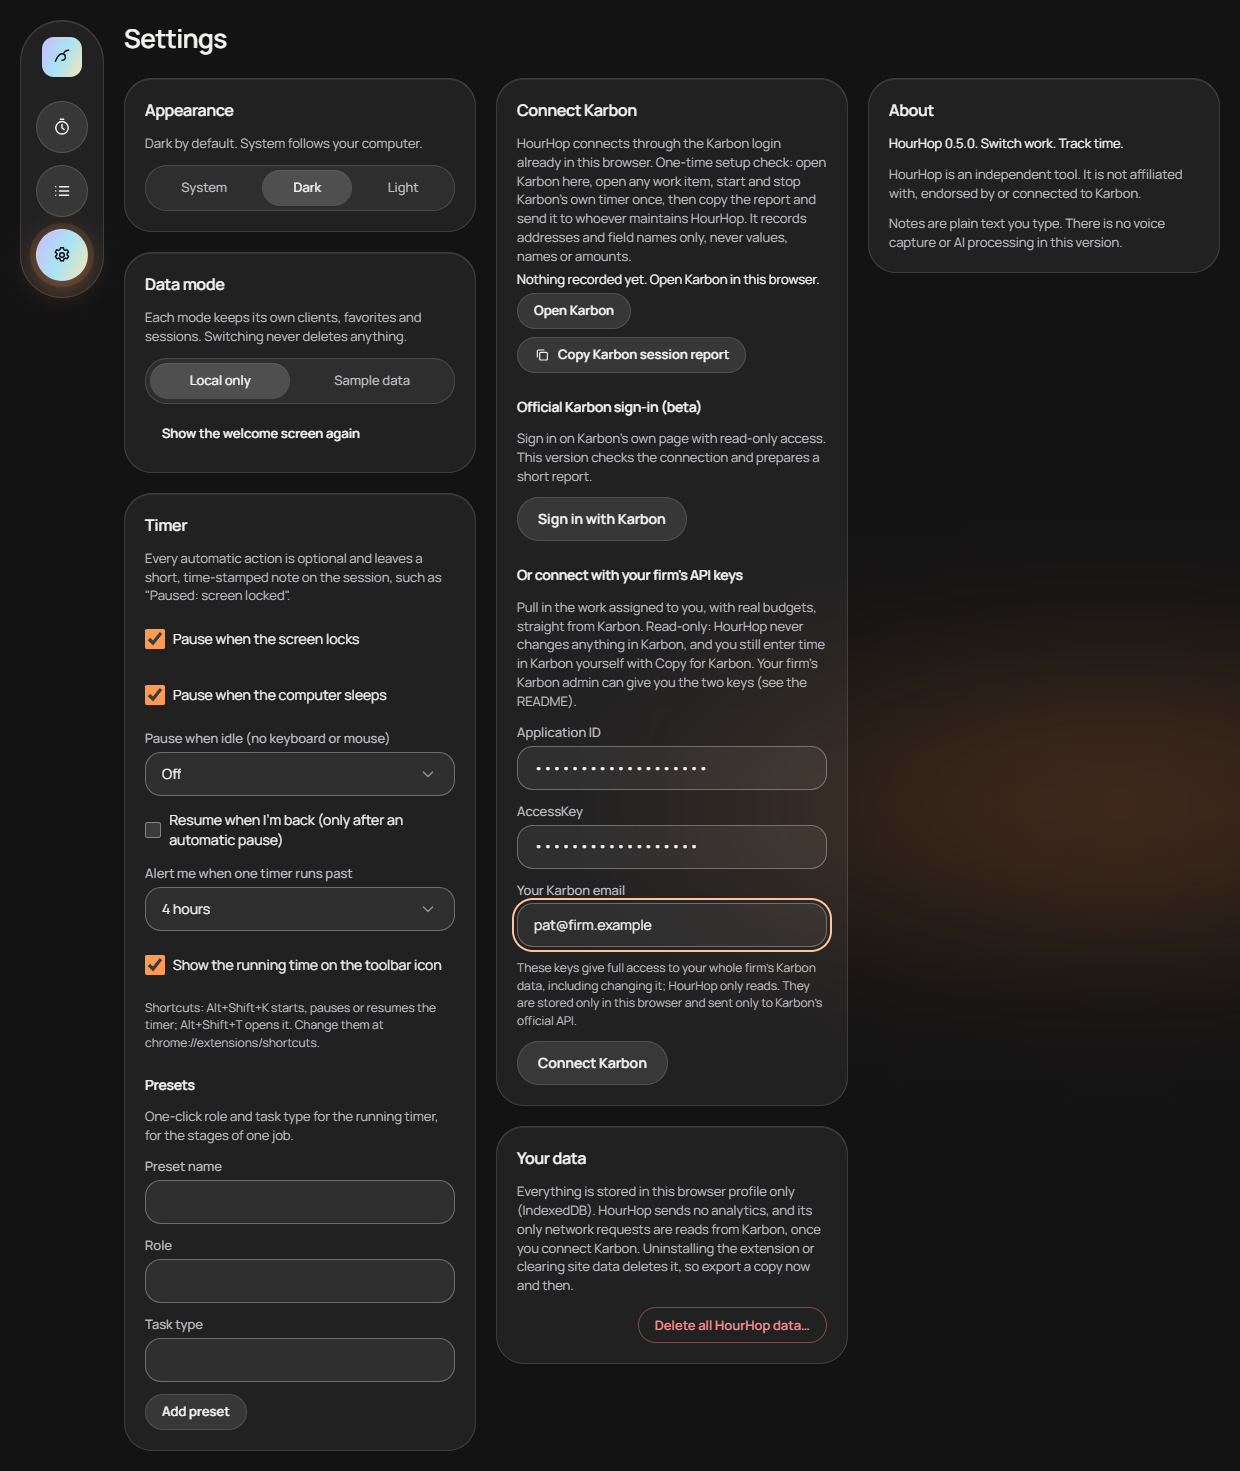 Settings
Appearance
Dark by default. System follows your computer.
System
Dark
Light
Data mode
Each mode keeps its own clients, favorites and
sessions. Switching never deletes anything.
Local only
Sample data
Show the welcome screen again
Timer
Every automatic action is optional and leaves a
short, time-stamped note on the session, such as
"Paused: screen locked".
Pause when the screen locks
Pause when the computer sleeps
Pause when idle (no keyboard or mouse)
Off
Resume when I'm back (only after an
automatic pause)
Alert me when one timer runs past
4 hours
Show the running time on the toolbar icon
Shortcuts: Alt+Shift+K starts, pauses or resumes the
timer; Alt+Shift+T opens it. Change them at
chrome://extensions/shortcuts.
Presets
One-click role and task type for the running timer,
for the stages of one job.
Preset name
Role
Task type
Add preset
Connect Karbon
HourHop connects through the Karbon login
already in this browser. One-time setup check: open
Karbon here, open any work item, start and stop
Karbon's own timer once, then copy the report and
send it to whoever maintains HourHop. It records
addresses and field names only, never values,
names or amounts.
Nothing recorded yet. Open Karbon in this browser.
Open Karbon
Copy Karbon session report
Official Karbon sign-in (beta)
Sign in on Karbon's own page with read-only access.
This version checks the connection and prepares a
short report.
Sign in with Karbon
Or connect with your firm's API keys
Pull in the work assigned to you, with real budgets,
straight from Karbon. Read-only: HourHop never
changes anything in Karbon, and you still enter time
in Karbon yourself with Copy for Karbon. Your firm's
Karbon admin can give you the two keys (see the
README).
Application ID
•••••••••••••••••••
AccessKey
••••••••••••••••••
Your Karbon email
pat@firm.example
These keys give full access to your whole firm's Karbon
data, including changing it; HourHop only reads. They
are stored only in this browser and sent only to Karbon's
official API.
Connect Karbon
Your data
Everything is stored in this browser profile only
(IndexedDB). HourHop sends no analytics, and its
only network requests are reads from Karbon, once
you connect Karbon. Uninstalling the extension or
clearing site data deletes it, so export a copy now
and then.
Delete all HourHop data…
About
HourHop 0.5.0. Switch work. Track time.
HourHop is an independent tool. It is not affiliated
with, endorsed by or connected to Karbon.
Notes are plain text you type. There is no voice
capture or AI processing in this version.